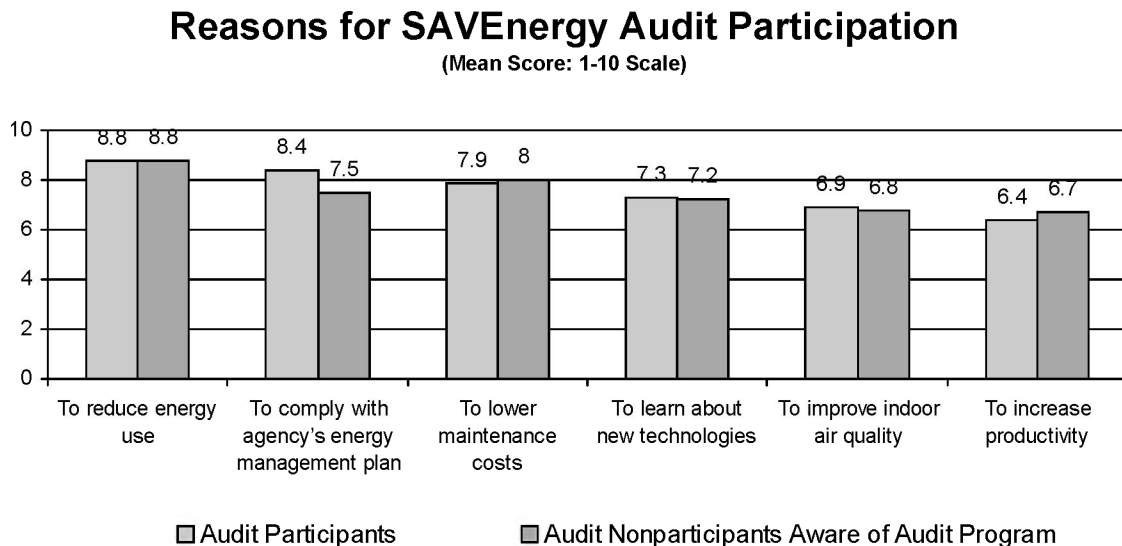 Reasons for SAVEnergy Audit Participation
(Mean Score: 1-10 Scale)
10
8
6
4
2
0
8.8 8.8
8.4
7.5
7.9 8
7.3 7.2
6.9 6.8
6.4 6.7
To reduce energy
use
To comply with
agency's energy
management plan
To lower
maintenance
costs
To learn about
new technologies
To improve indoor
air quality
To increase
productivity
Audit Participants
Audit Nonparticipants Aware of Audit Program